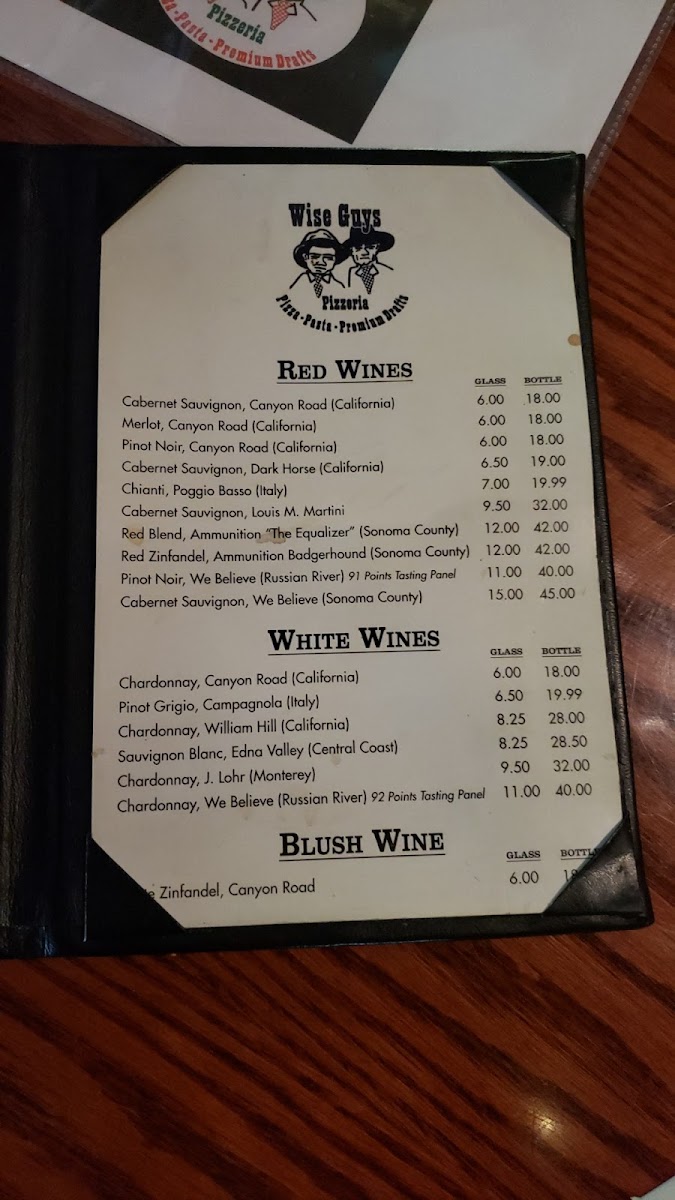 Pizzeria
Pasta - Premium Drafts
Wise Guys
Pizzeria
Pizza - Pasta - Premium Drafts
RED WINES
GLASS BOTTLE
Cabernet Sauvignon, Canyon Road (California) 6.00 18.00
Merlot, Canyon Road (California) 6.00 18.00
Pinot Noir, Canyon Road (California) 6.00 18.00
Cabernet Sauvignon, Dark Horse (California) 6.50 19.00
Chianti, Poggio Basso (Italy) 7.00 19.99
Cabernet Sauvignon, Louis M. Martini 9.50 32.00
Red Blend, Ammunition "The Equalizer" (Sonoma County) 12.00 42.00
Red Zinfandel, Ammunition Badgerhound (Sonoma County) 12.00 42.00
Pinot Noir, We Believe (Russian River) 91 Points Tasting Panel 11.00 40.00
Cabernet Sauvignon, We Believe (Sonoma County) 15.00 45.00
WHITE WINES
GLASS BOTTLE
Chardonnay, Canyon Road (California) 6.00 18.00
Pinot Grigio, Campagnola (Italy) 6.50 19.99
Chardonnay, William Hill (California) 8.25 28.00
Sauvignon Blanc, Edna Valley (Central Coast) 8.25 28.50
Chardonnay, J. Lohr (Monterey) 9.50 32.00
Chardonnay, We Believe (Russian River) 92 Points Tasting Panel 11.00 40.00
BLUSH WINE
GLASS BOTTLE
Zinfandel, Canyon Road 6.00